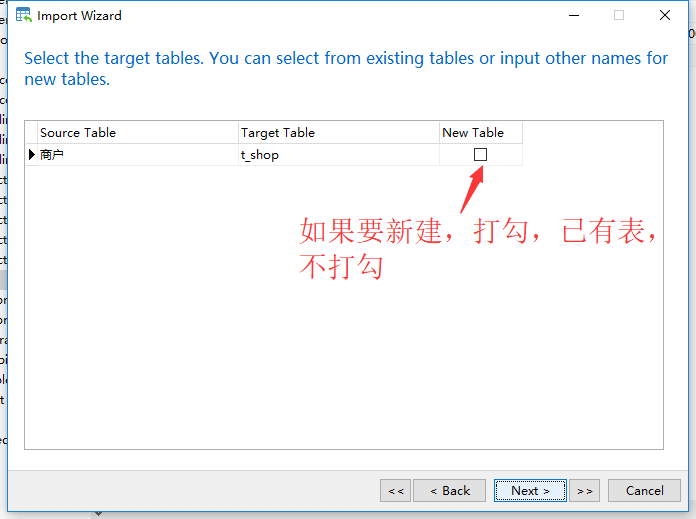 Import Wizard
Select the target tables. You can select from existing tables or input other names for
new tables.
Source Table Target Table New Table
商户 t_shop
如果要新建，打勾，已有表，
不打勾
<< < Back Next > >> Cancel